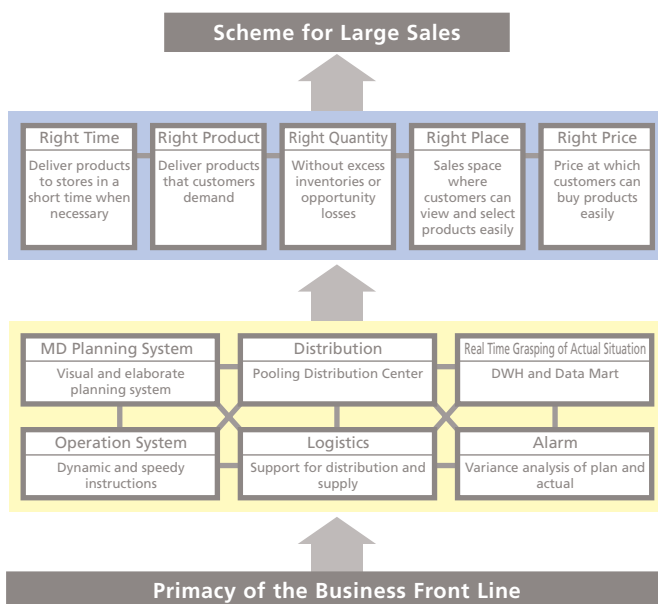 Scheme for Large Sales
Right Time
Deliver products
to stores in a
short time when
necessary
Right Product
Deliver products
that customers
demand
Right Quantity
Without excess
inventories or
opportunity
losses
Right Place
Sales space
where
customers can
view and select
products easily
Right Price
Price at which
customers can
buy products
easily
MD Planning System
Visual and elaborate
planning system
Distribution
Pooling Distribution Center
Real Time Grasping of Actual Situation
DWH and Data Mart
Operation System
Dynamic and speedy
instructions
Logistics
Support for distribution and
supply
Alarm
Variance analysis of plan and
actual
Primacy of the Business Front Line